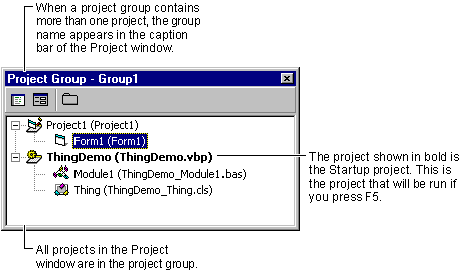 When a project group contains
more than one project, the group
name appears in the caption
bar of the Project window.
Project Group - Group1
Project1 (Project1)
Form1 (Form1)
ThingDemo (ThingDemo.vbp)
Module1 (ThingDemo_Module1.bas)
Thing (ThingDemo_Thing.cls)
The project shown in bold is
the Startup project. This is
the project that will be run if
you press F5.
All projects in the Project
window are in the project group.